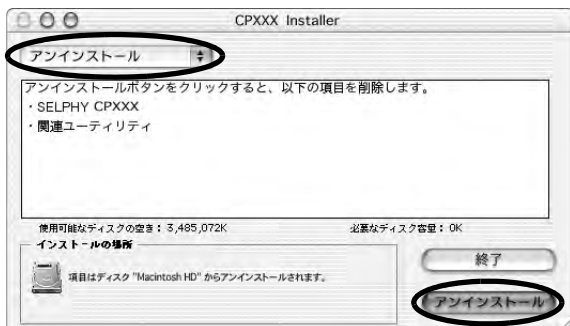 CPXXX Installer
アンインストール
アンインストールボタンをクリックすると、以下の項目を削除します。
・SELPHY CPXXX
・関連ユーティリティ
使用可能なディスクの空き：3,485,072K
必要なディスク容量：0K
インストールの場所
項目はディスク "Macintosh HD" からアンインストールされます。
終了
アンインストール